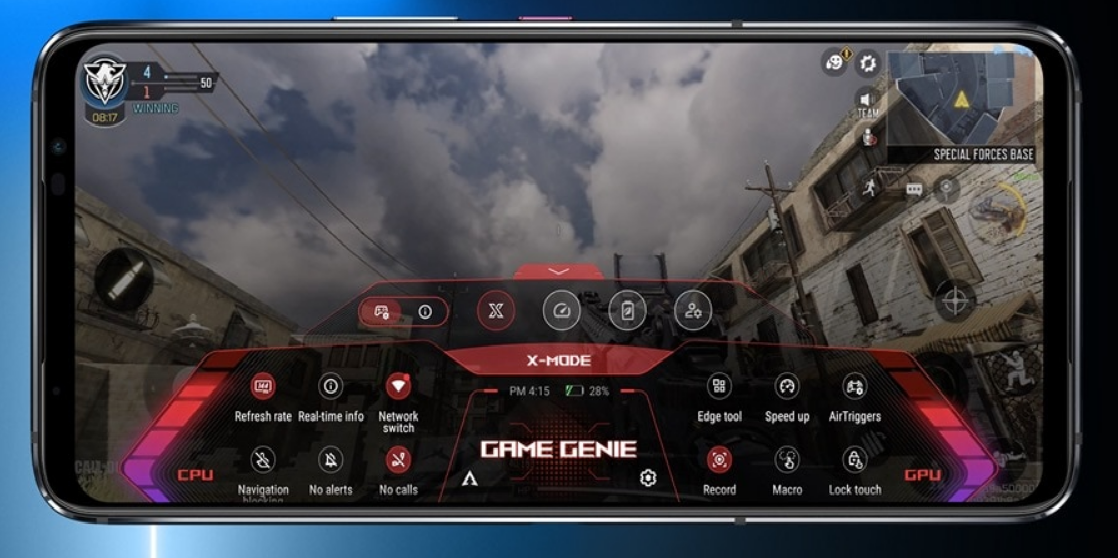 4
50
1
WINNING
08:17
TEAM
SPECIAL FORCES BASE
X-MODE
PM 4:15 28%
Refresh rate Real-time info Network switch
Edge tool Speed up AirTriggers
GAME GENIE
CPU
GPU
Navigation blocking No alerts No calls
Record Macro Lock touch